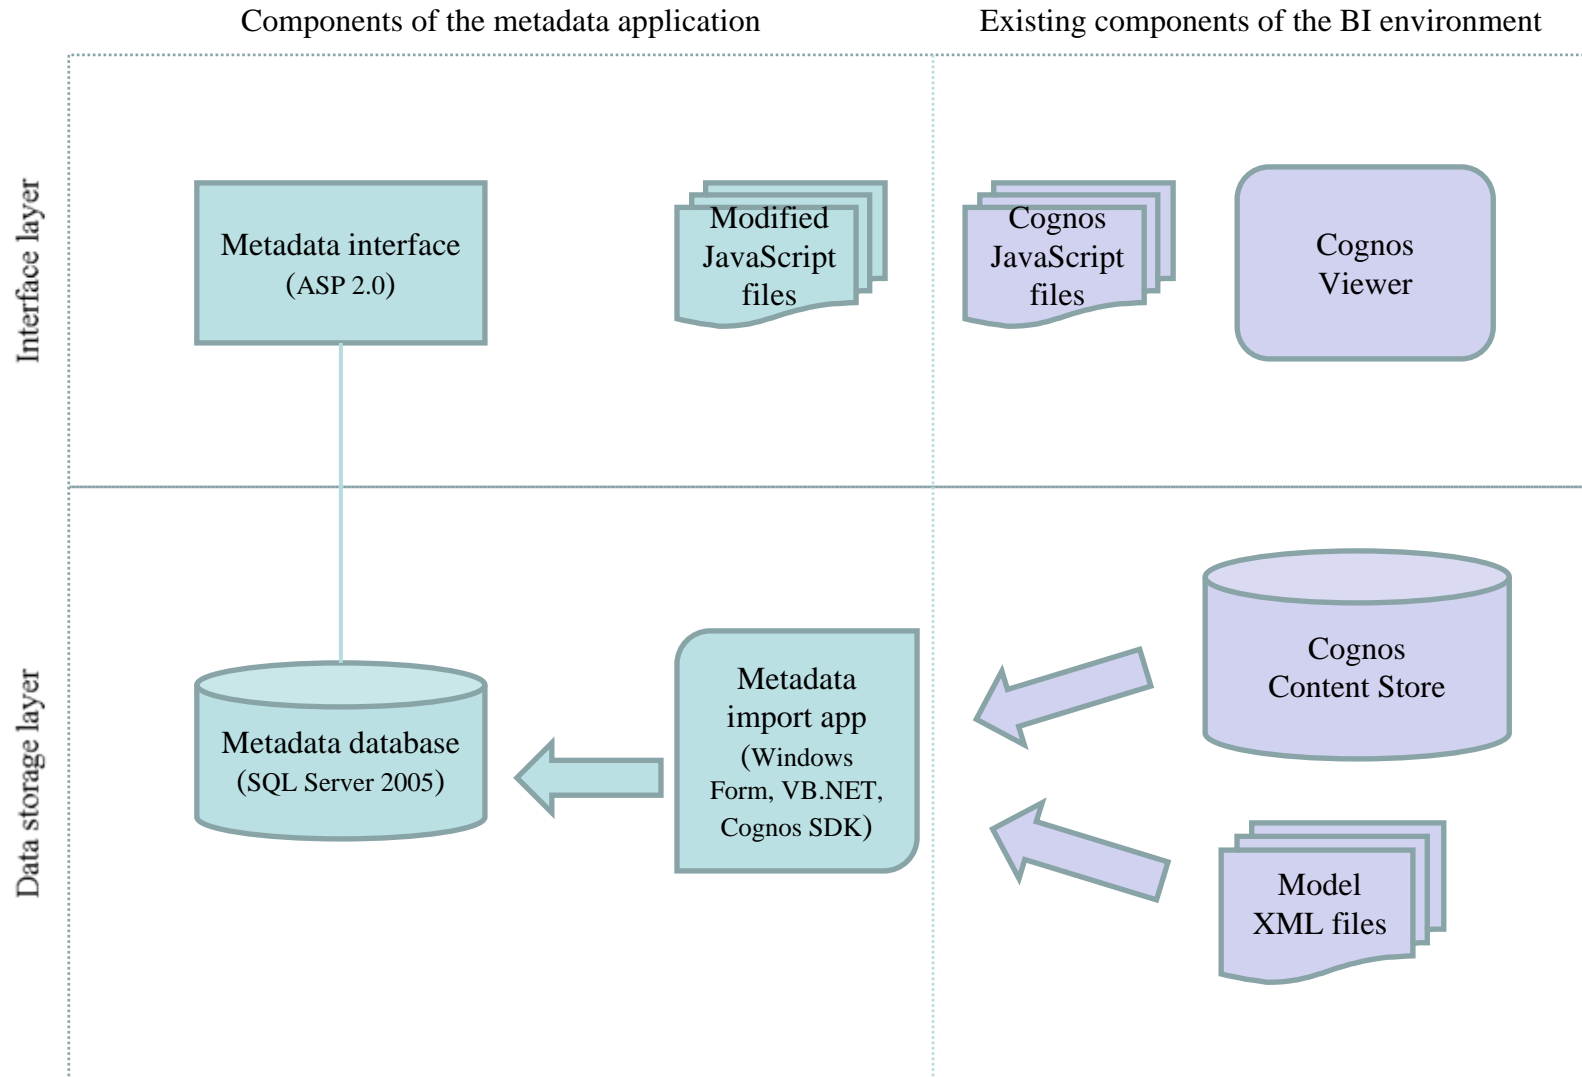 Components of the metadata application
Existing components of the BI environment
Interface layer
Metadata interface
(ASP 2.0)
Modified
JavaScript
files
Cognos
JavaScript
files
Cognos
Viewer
Data storage layer
Metadata database
(SQL Server 2005)
Metadata
import app
(Windows
Form, VB.NET,
Cognos SDK)
Cognos
Content Store
Model
XML files